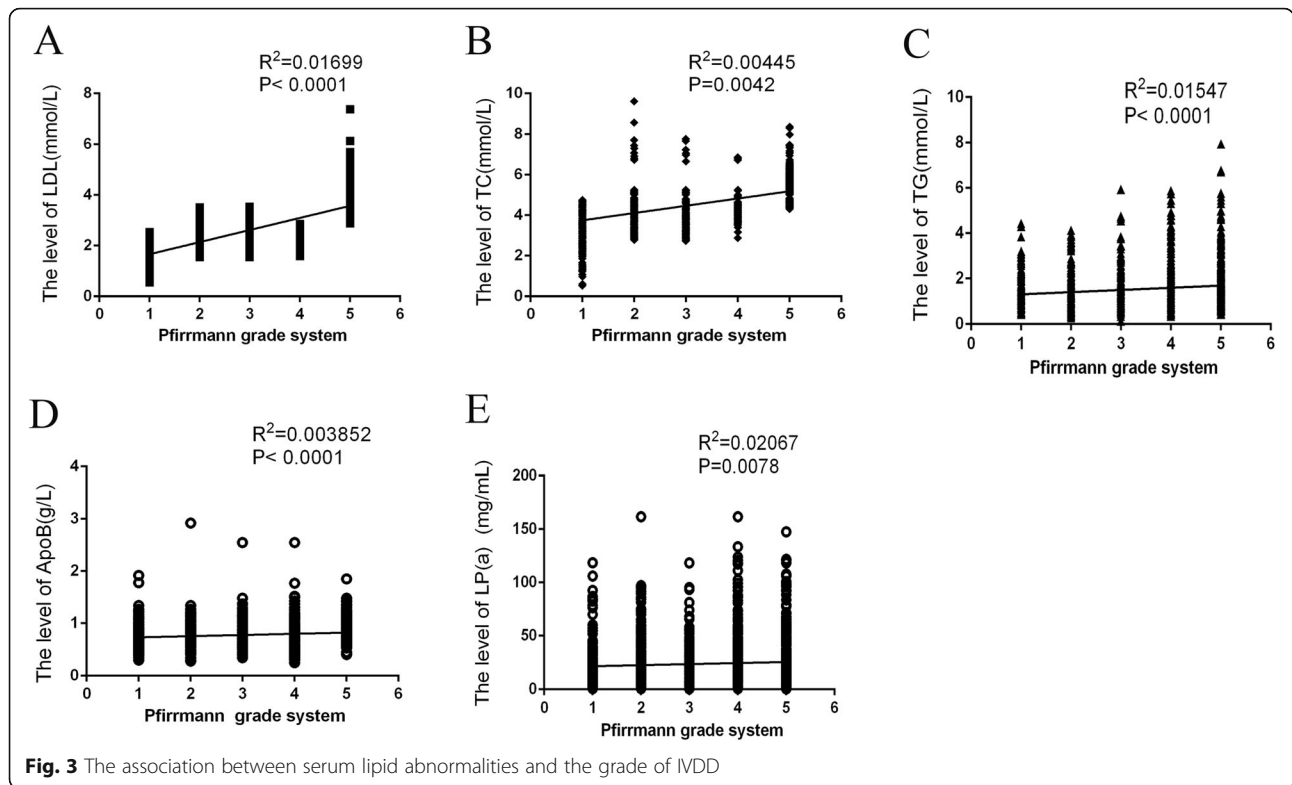 A
R²=0.01699
P< 0.0001
The level of LDL(mmol/L)
8
6
4
2
0
0 1 2 3 4 5 6
Pfirrmann grade system
B
R²=0.00445
P=0.0042
The level of TC(mmol/L)
10
8
6
4
2
0
0 1 2 3 4 5 6
Pfirrmann grade system
C
R²=0.01547
P< 0.0001
The level of TG(mmol/L)
10
8
6
4
2
0
0 1 2 3 4 5 6
Pfirrmann grade system
D
R²=0.003852
P< 0.0001
The level of ApoB(g/L)
4
3
2
1
0
0 1 2 3 4 5 6
Pfirrmann grade system
E
R²=0.02067
P=0.0078
The level of LP(a) (mg/mL)
200
150
100
50
0
0 1 2 3 4 5 6
Pfirrmann grade system
Fig. 3 The association between serum lipid abnormalities and the grade of IVDD